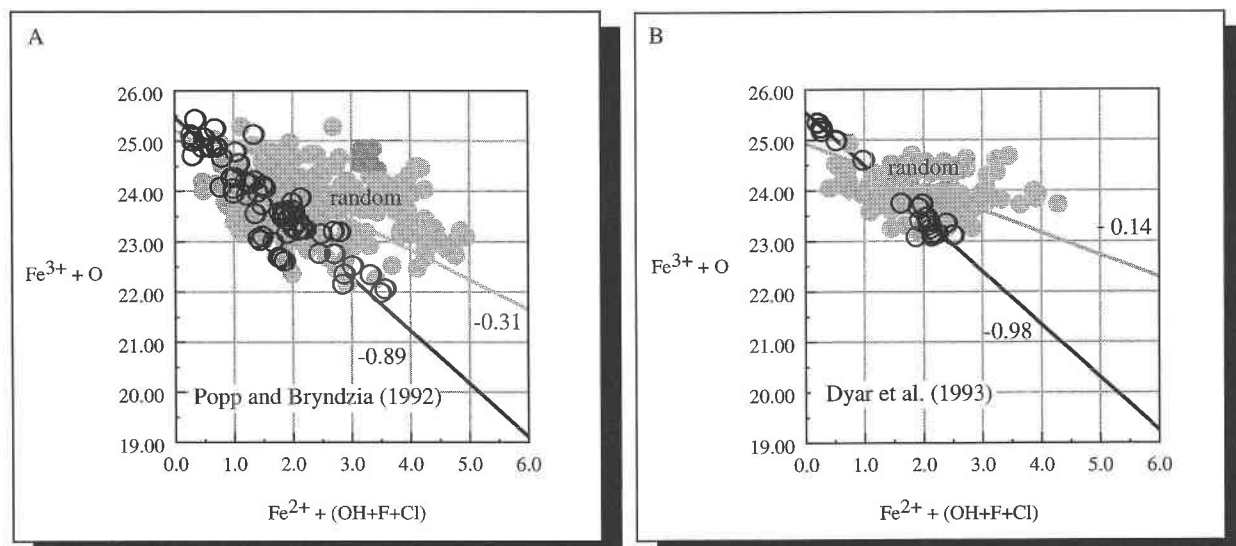 A
26.00
25.00
24.00
23.00
22.00
21.00
20.00
19.00
Fe3+ + O
random
-0.31
-0.89
Popp and Bryndzia (1992)
0.0 1.0 2.0 3.0 4.0 5.0 6.0
Fe2+ + (OH+F+Cl)
B
26.00
25.00
24.00
23.00
22.00
21.00
20.00
19.00
Fe3+ + O
random
- 0.14
-0.98
Dyar et al. (1993)
0.0 1.0 2.0 3.0 4.0 5.0 6.0
Fe2+ + (OH+F+Cl)